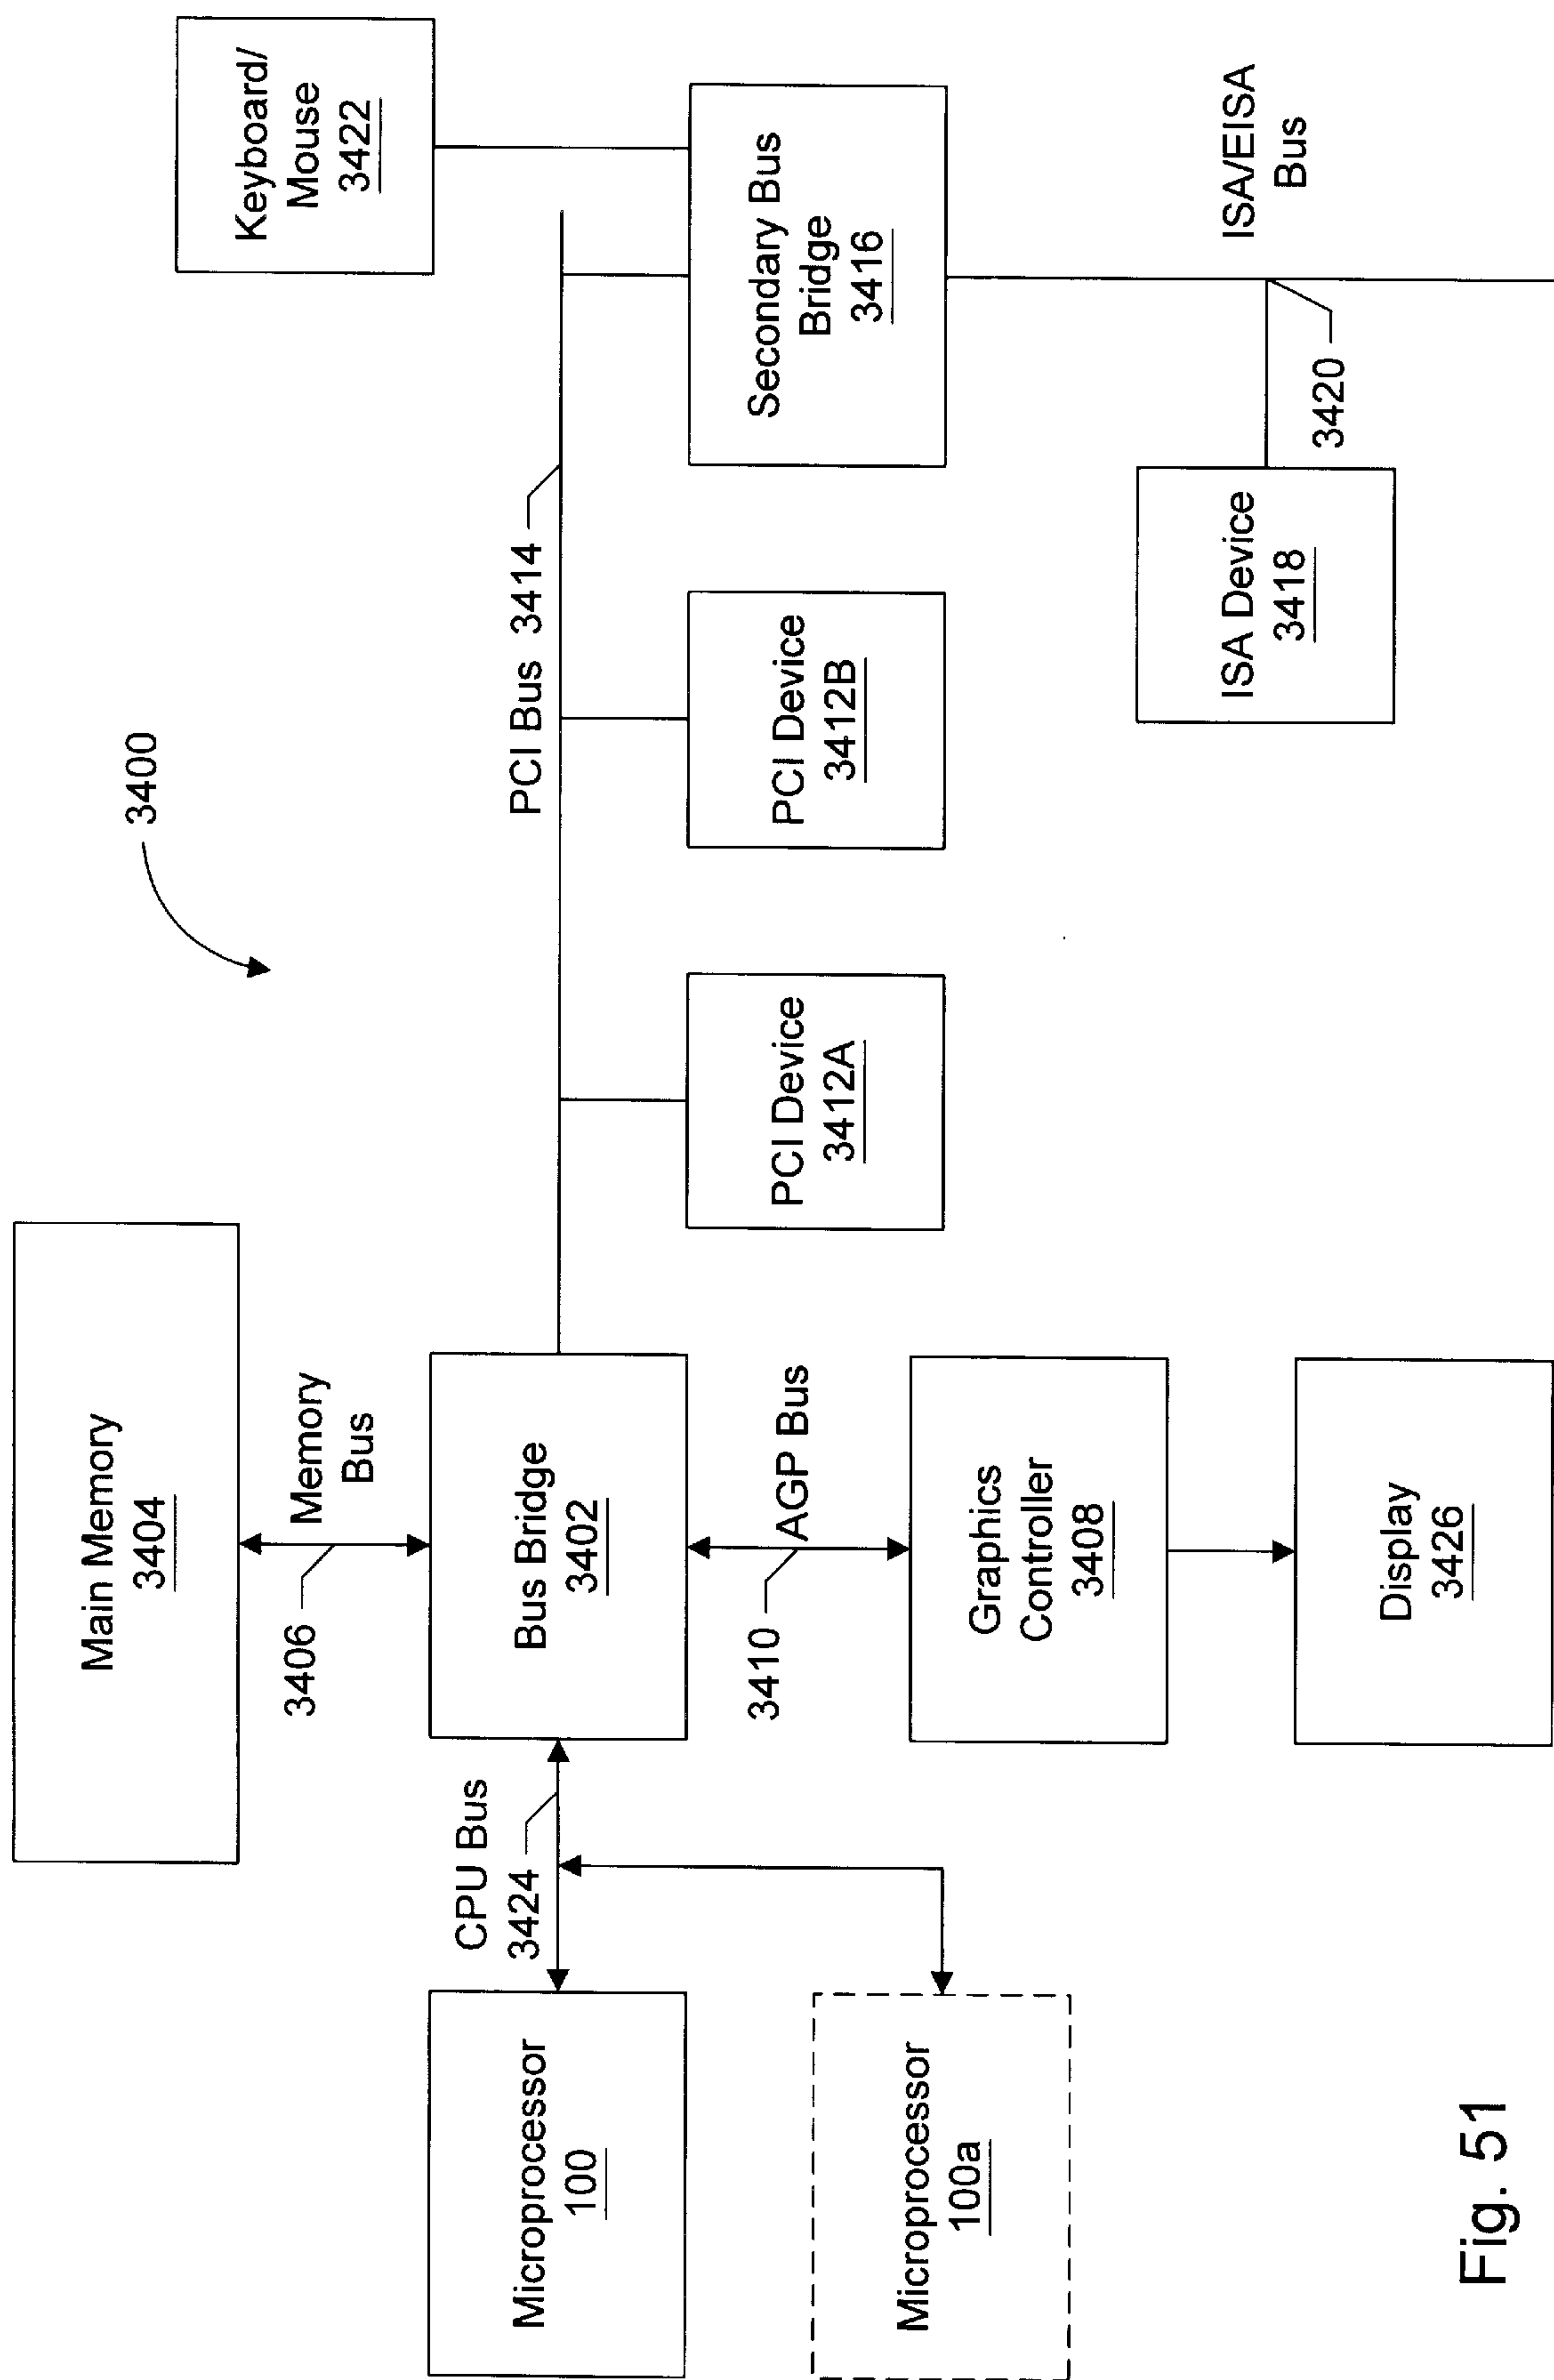 3400
Main Memory
3404
Keyboard/
Mouse
3422
3406
Memory
Bus
CPU Bus
3424
PCI Bus 3414
Microprocessor
100
Bus Bridge
3402
Microprocessor
100a
3410
AGP Bus
PCI Device
3412A
PCI Device
3412B
Secondary Bus
Bridge
3416
Graphics
Controller
3408
ISA Device
3418
3420
ISA/EISA
Bus
Display
3426
Fig. 51